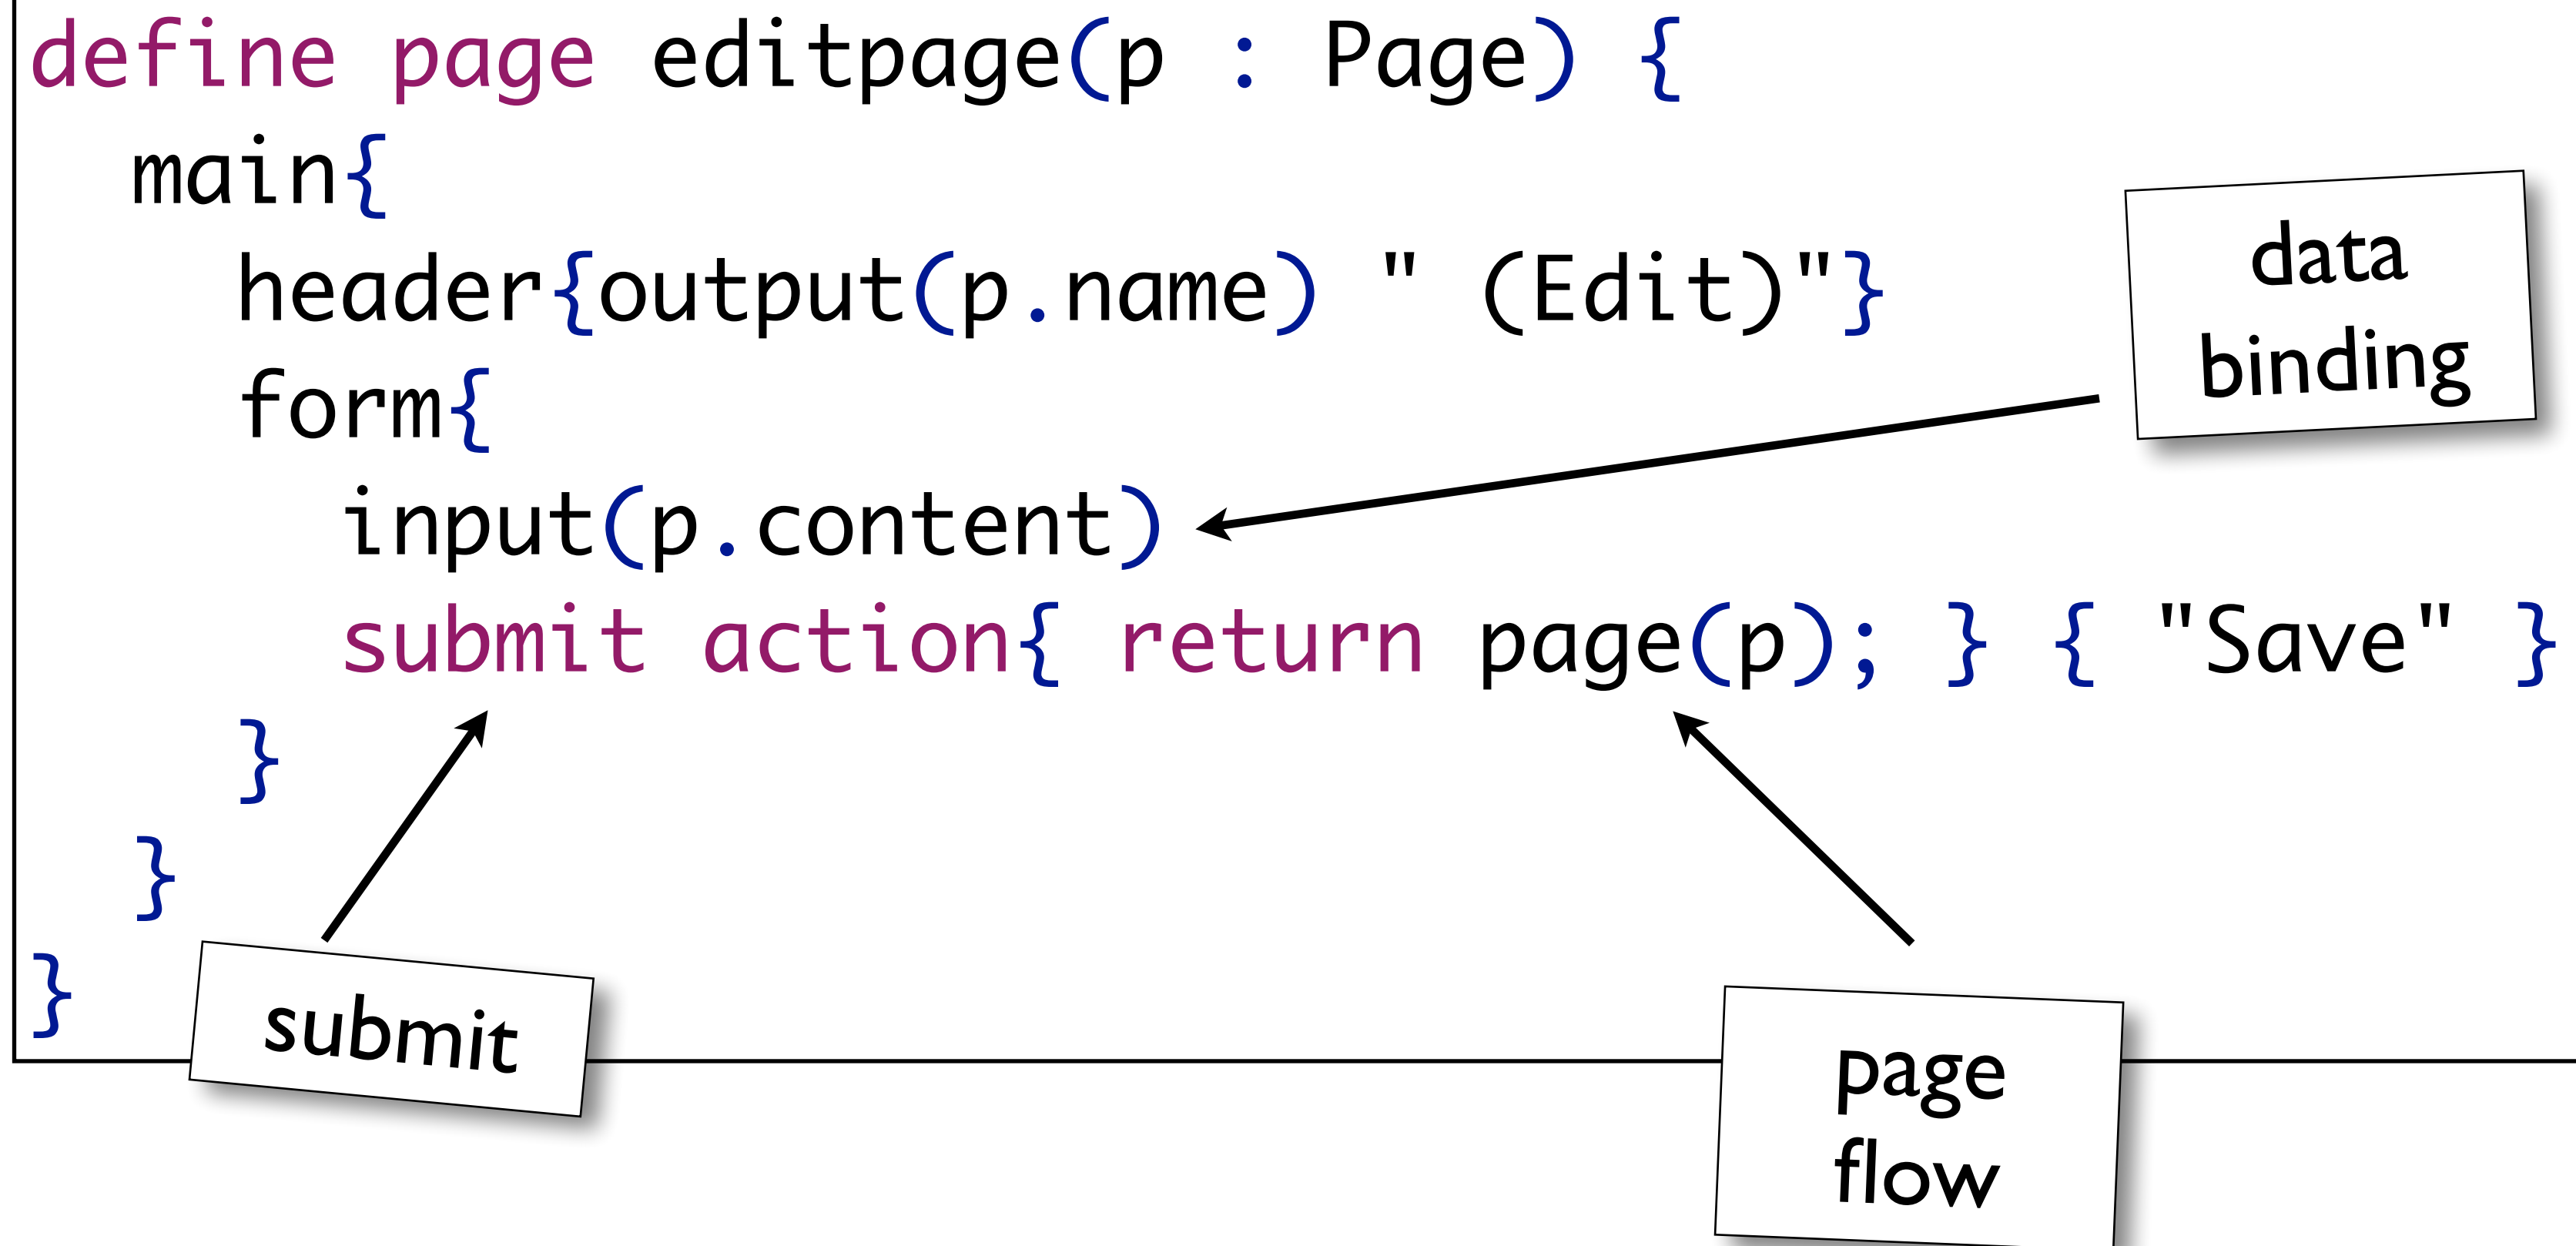 define page editpage(p : Page) {
main{
header{output(p.name) " (Edit)"}
form{
input(p.content)
submit action{ return page(p); } { "Save" }
}
}
}
data
binding
submit
page
flow